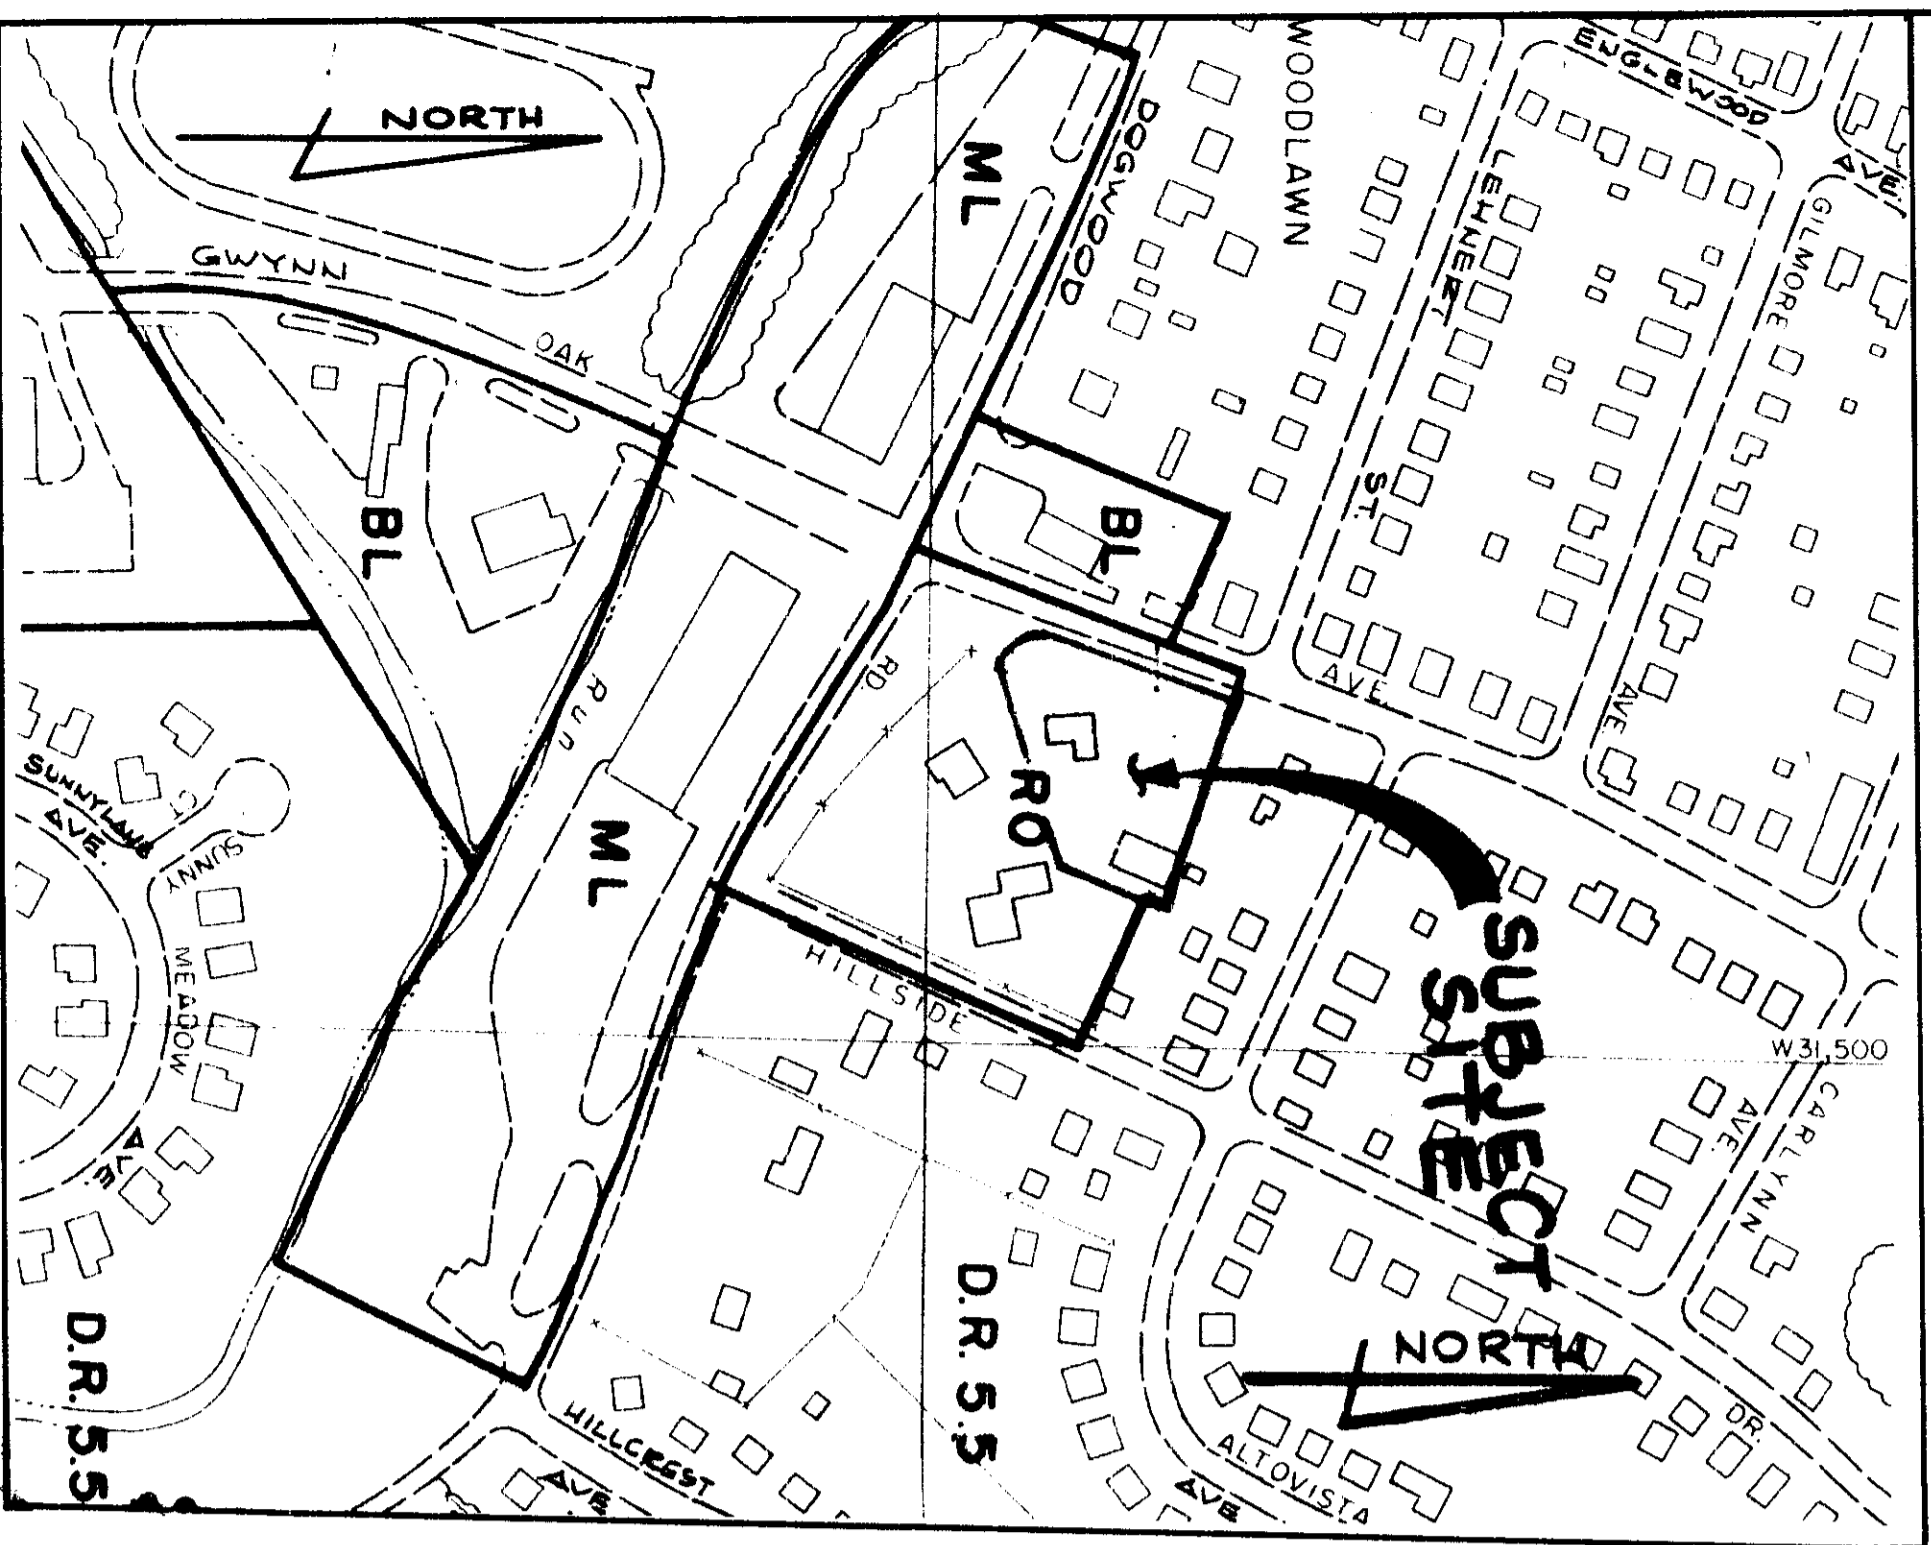 NORTH
GWYNN
OAK
ML
DOGWOOD
WOODLAWN
ENGLEWOOD
AVE.
LEHNERT
ST.
GILMORE
AVE
BL
BL
AVE.
RD.
Run
RO
ML
SUBJECT
SITE
HILLSIDE
W 31,500
CARLYNN
AVE.
SUNNYLAWN
AVE.
CT
SUNNY
MEADOW
AVE.
D.R. 5.5
D.R. 5.5
NORTH
DR.
ALTOVISTA
AVE
HILLCREST
AVE.